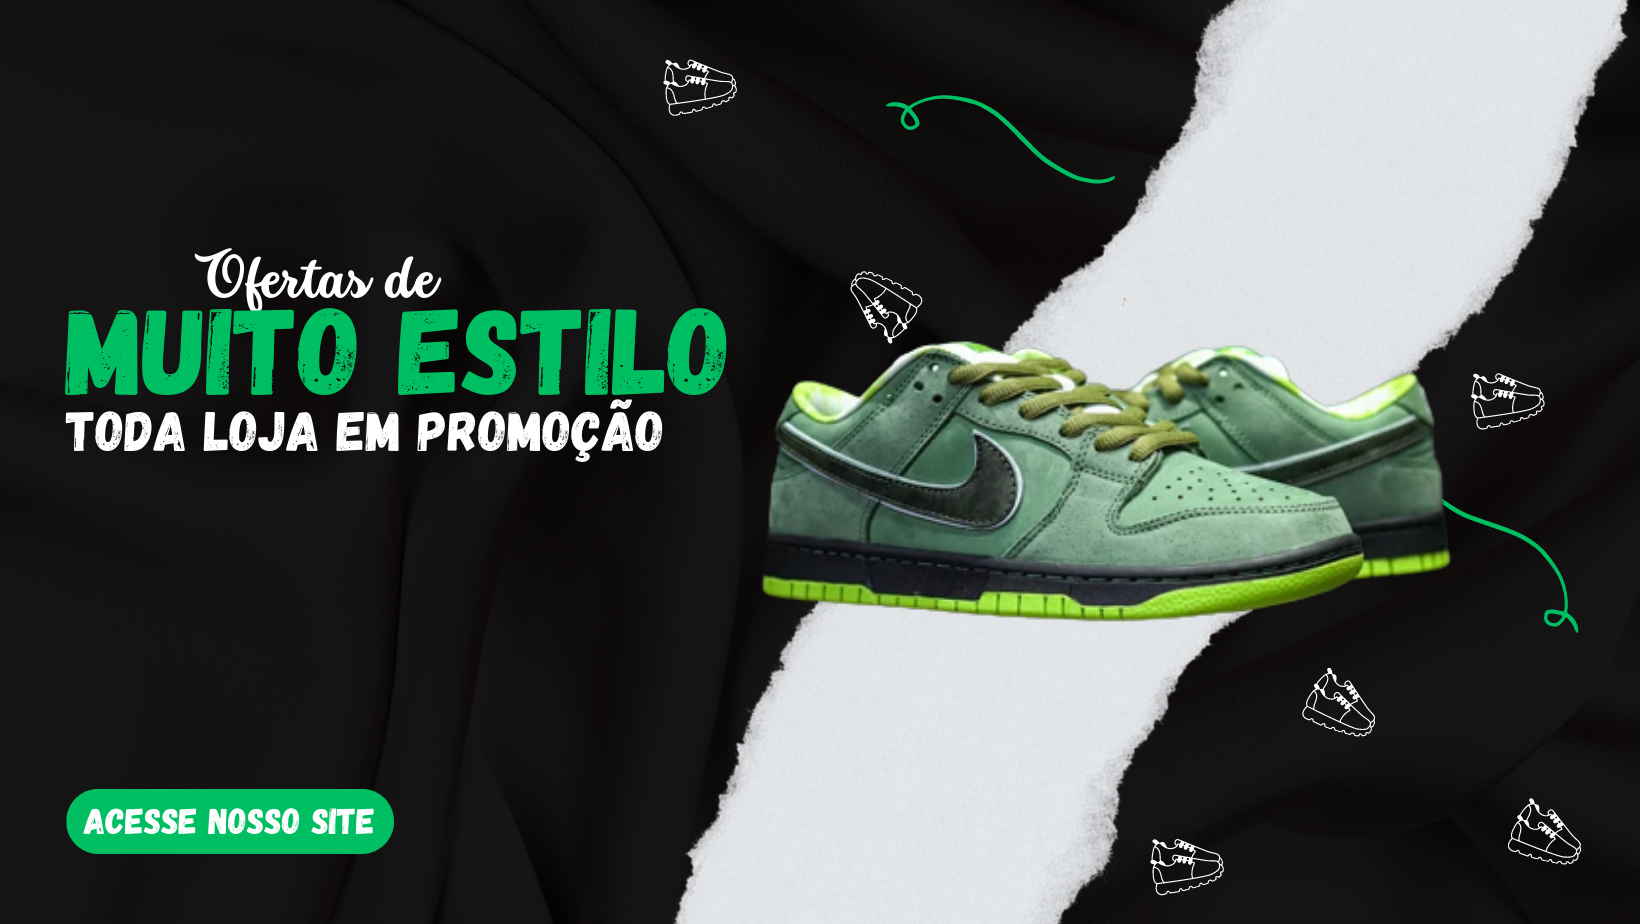 Ofertas de
MUITO ESTILO
TODA LOJA EM PROMOÇÃO
ACESSE NOSSO SITE